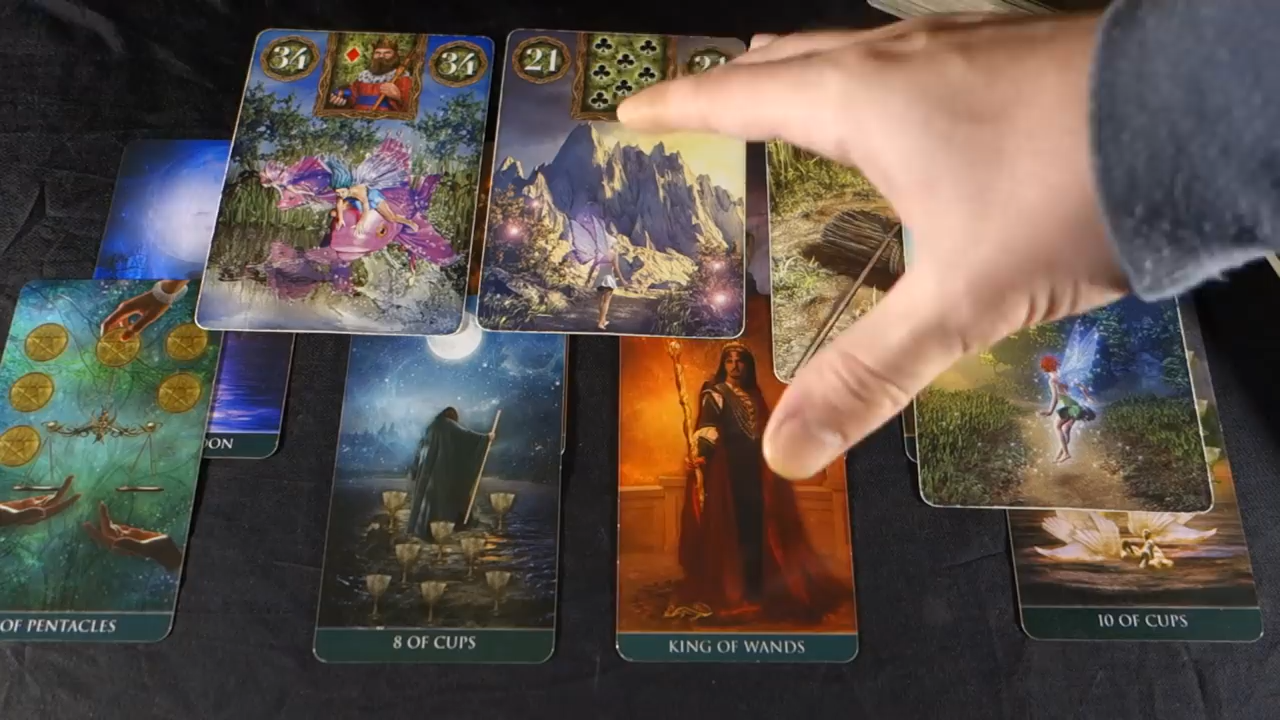 34
34
21
OON
OF PENTACLES
8 OF CUPS
KING OF WANDS
10 OF CUPS